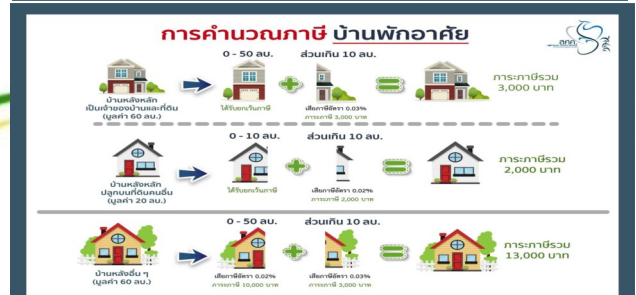 การคำนวณภาษี บ้านพักอาศัย
สศค.
0 - 50 ลบ. ส่วนเกิน 10 ลบ.
บ้านหลังหลัก
เป็นเจ้าของบ้านและที่ดิน
(มูลค่า 60 ลบ.)
ได้รับยกเว้นภาษี
เสียภาษีอัตรา 0.03%
ภาระภาษี 3,000 บาท
ภาระภาษีรวม
3,000 บาท
0 - 10 ลบ. ส่วนเกิน 10 ลบ.
บ้านหลังหลัก
ปลูกบนที่ดินคนอื่น
(มูลค่า 20 ลบ.)
ได้รับยกเว้นภาษี
เสียภาษีอัตรา 0.02%
ภาระภาษี 2,000 บาท
ภาระภาษีรวม
2,000 บาท
0 - 50 ลบ. ส่วนเกิน 10 ลบ.
บ้านหลังอื่น ๆ
(มูลค่า 60 ลบ.)
เสียภาษีอัตรา 0.02%
ภาระภาษี 10,000 บาท
เสียภาษีอัตรา 0.03%
ภาระภาษี 3,000 บาท
ภาระภาษีรวม
13,000 บาท